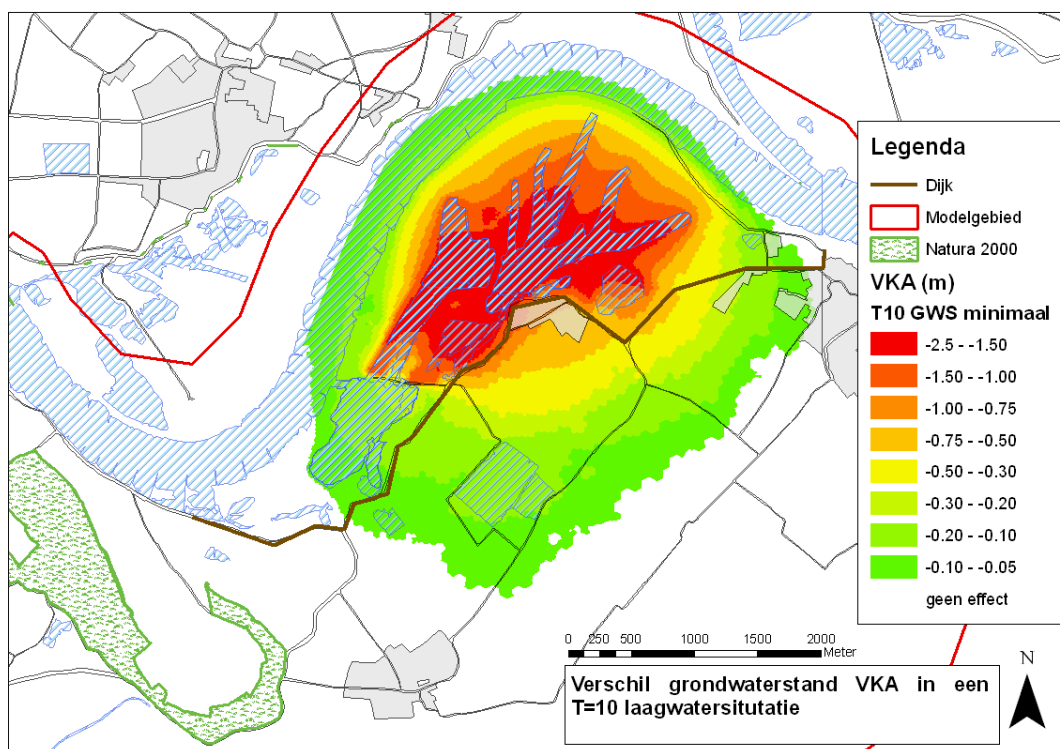 Legenda
Dijk
Modelgebied
Natura 2000
VKA (m)
T10 GWS minimaal
-2.5 - -1.50
-1.50 - -1.00
-1.00 - -0.75
-0.75 - -0.50
-0.50 - -0.30
-0.30 - -0.20
-0.20 - -0.10
-0.10 - -0.05
geen effect
0 250 500 1000 1500 2000
Meter
N
Verschil grondwaterstand VKA in een
T=10 laagwatersitutatie